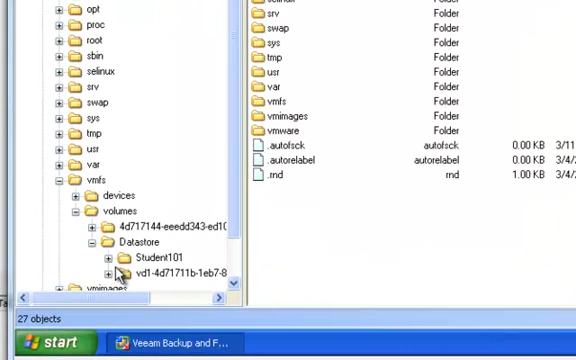 opt
proc
root
sbin
selinux
srv
swap
sys
tmp
usr
var
vmfs
devices
volumes
4d717144-eeedd343-ed10
Datastore
Student101
vd1-4d71711b-1eb7-8
vmimages
27 objects
Folder
srv Folder
swap Folder
sys Folder
tmp Folder
usr Folder
var Folder
vmfs Folder
vmimages Folder
vmware Folder
.autofsck autofsck 0.00 KB 3/11
.autorelabel autorelabel 0.00 KB 3/4/
.rnd rnd 1.00 KB 3/4/
start
Veeam Backup and F...